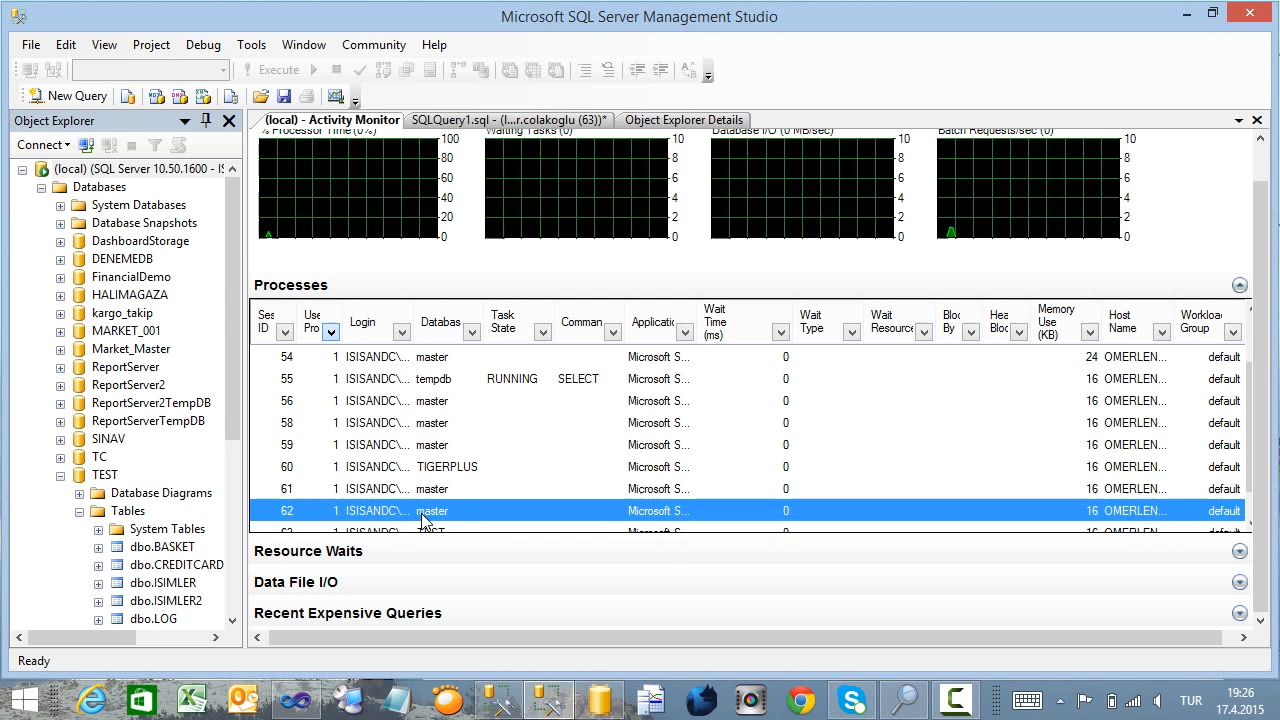 Microsoft SQL Server Management Studio
File Edit View Project Debug Tools Window Community Help
Execute
New Query
Object Explorer
Connect
(local) (SQL Server 10.50.1600 - IS
Databases
System Databases
Database Snapshots
DashboardStorage
DENEMEDB
FinancialDemo
HALIMAGAZA
kargo_takip
MARKET_001
Market_Master
ReportServer
ReportServer2
ReportServer2TempDB
ReportServerTempDB
SINAV
TC
TEST
Database Diagrams
Tables
System Tables
dbo.BASKET
dbo.CREDITCARD
dbo.ISIMLER
dbo.ISIMLER2
dbo.LOG
(local) - Activity Monitor SQLQuery1.sql - (l...r.colakoglu (63))* Object Explorer Details
% Processor Time (0%) Waiting Tasks (0) Database I/O (0 MB/sec) Batch Requests/sec (0)
100 10 10 10
80 8 8 8
60 6 6 6
40 4 4 4
20 2 2 2
0 0 0 0
Processes
Ses ID Use Pro Login Databas Task State Comman Applicatio Wait Time (ms) Wait Type Wait Resource Bloc By Hea Bloc Memory Use (KB) Host Name Workload Group
54 1 ISISANDC\... master Microsoft S... 0 24 OMERLEN... default
55 1 ISISANDC\... tempdb RUNNING SELECT Microsoft S... 0 16 OMERLEN... default
56 1 ISISANDC\... master Microsoft S... 0 16 OMERLEN... default
58 1 ISISANDC\... master Microsoft S... 0 16 OMERLEN... default
59 1 ISISANDC\... master Microsoft S... 0 16 OMERLEN... default
60 1 ISISANDC\... TIGERPLUS Microsoft S... 0 16 OMERLEN... default
61 1 ISISANDC\... master Microsoft S... 0 16 OMERLEN... default
62 1 ISISANDC\... master Microsoft S... 0 16 OMERLEN... default
Resource Waits
Data File I/O
Recent Expensive Queries
Ready
TUR
19:26
17.4.2015